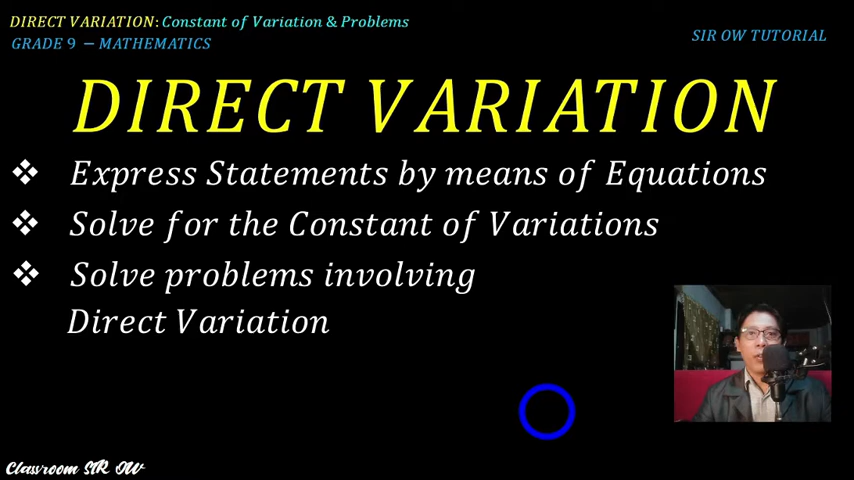 DIRECT VARIATION: Constant of Variation & Problems
GRADE 9 – MATHEMATICS
SIR OW TUTORIAL
DIRECT VARIATION
❖ Express Statements by means of Equations
❖ Solve for the Constant of Variations
❖ Solve problems involving
Direct Variation
Classroom SIR OW